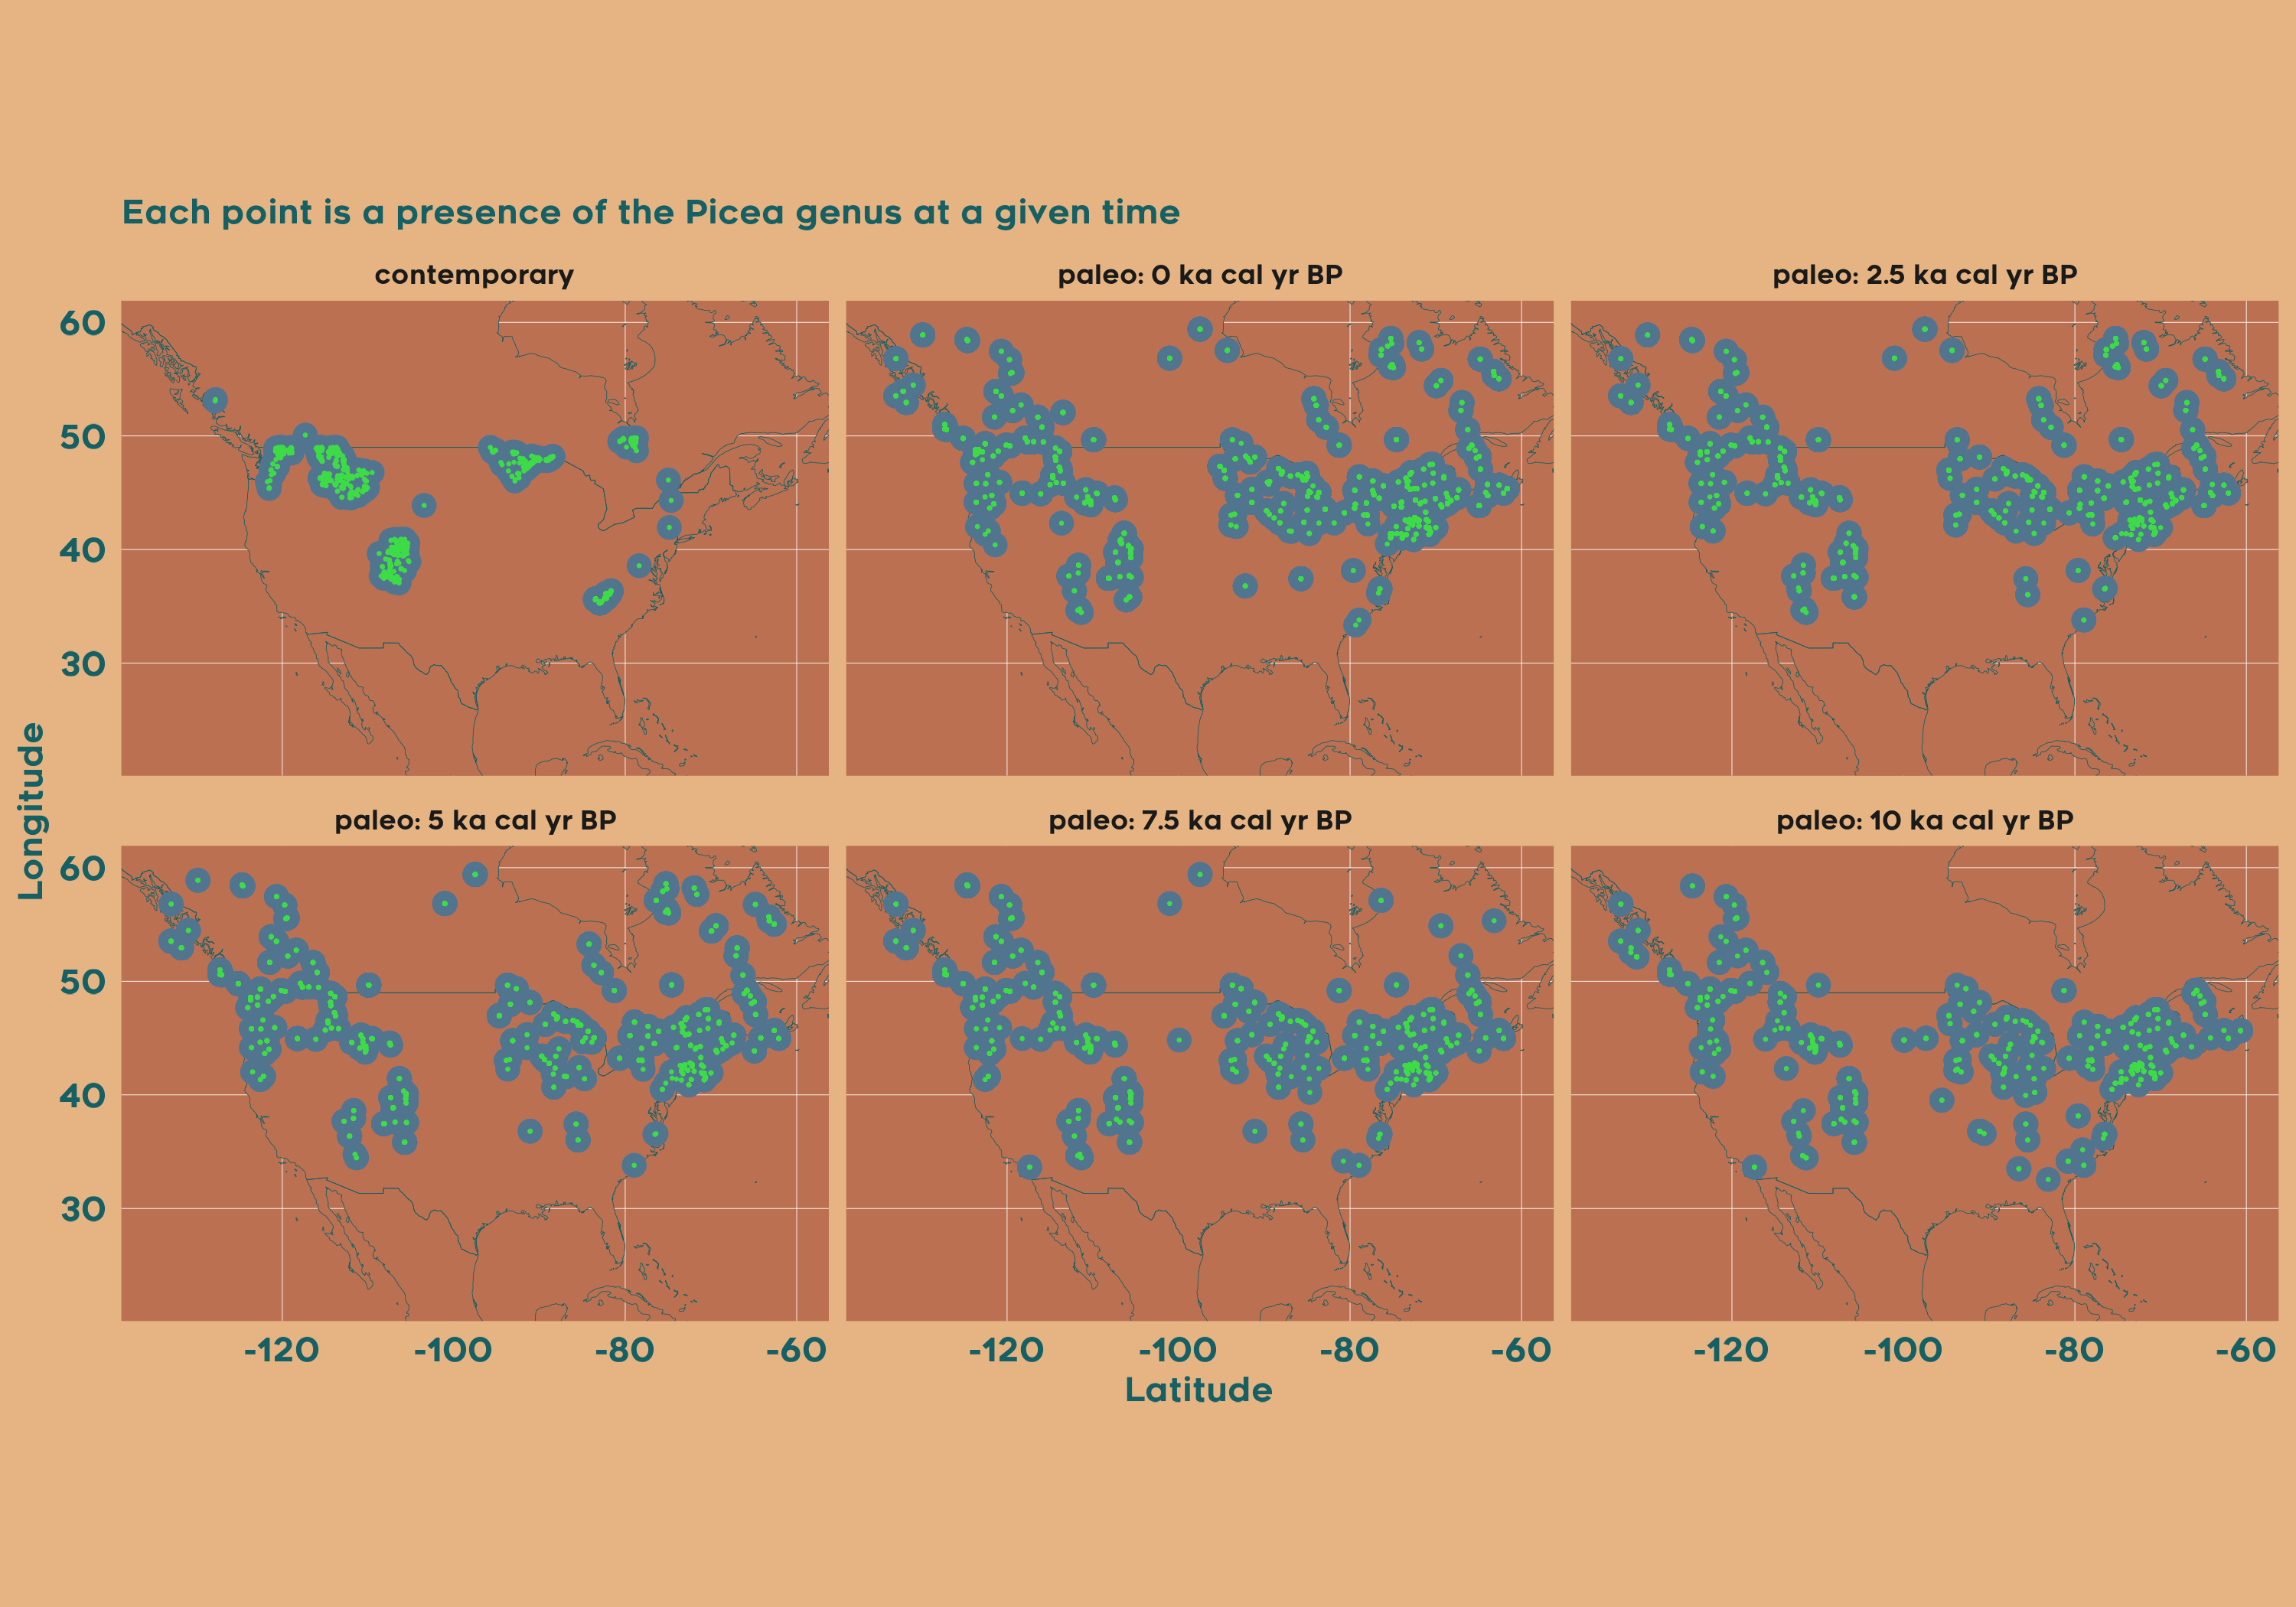 Each point is a presence of the Picea genus at a given time
contemporary
paleo: 0 ka cal yr BP
paleo: 2.5 ka cal yr BP
60
50
40
30
Longitude
paleo: 5 ka cal yr BP
paleo: 7.5 ka cal yr BP
paleo: 10 ka cal yr BP
60
50
40
30
-120 -100 -80 -60
-120 -100 -80 -60
-120 -100 -80 -60
Latitude